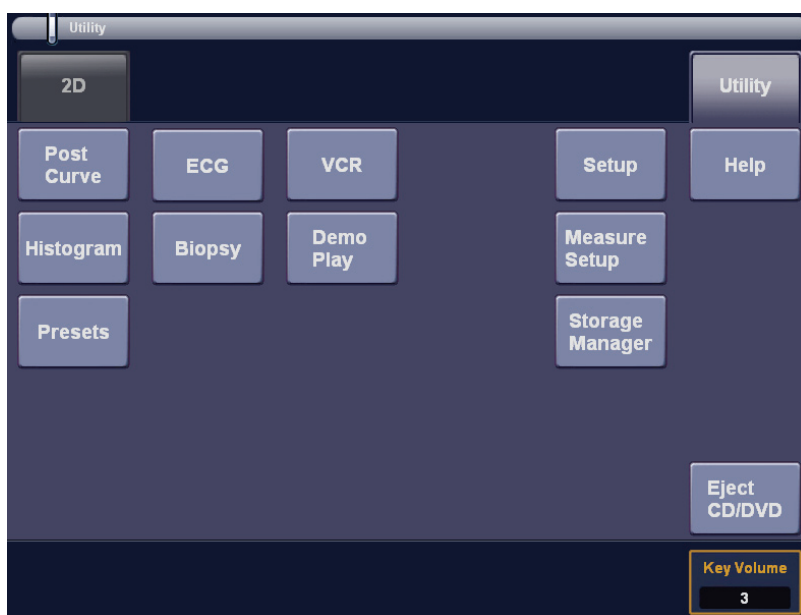 Utility
2D
Utility
Post
Curve
ECG
VCR
Setup
Help
Histogram
Biopsy
Demo
Play
Measure
Setup
Presets
Storage
Manager
Eject
CD/DVD
Key Volume
3